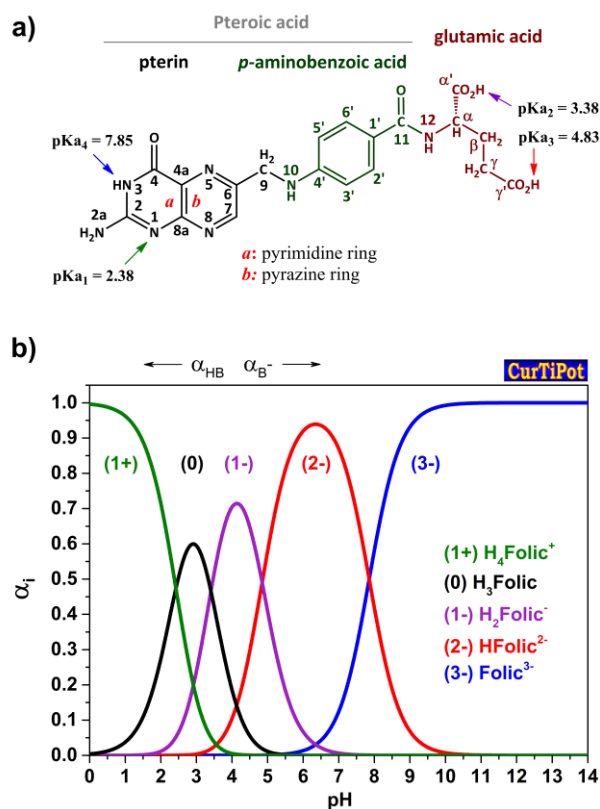 a)
Pteroic acid
pterin
p-aminobenzoic acid
glutamic acid
pKa₄ = 7.85
pKa₂ = 3.38
pKa₃ = 4.83
pKa₁ = 2.38
O
4
HN
3
2
2a
H₂N
1
N
4a
8a
a
b
N
5
6
7
8
N
H₂
C
9
10
N
H
1'
2'
3'
4'
5'
6'
O
11
12
N
H
α'
CO₂H
α
H
β
CH₂
H₂C
γ
γ'
CO₂H
a: pyrimidine ring
b: pyrazine ring
b)
← αHB αB- →
CurTiPot
(1+) (0) (1-) (2-) (3-)
(1+) H₄Folic⁺
(0) H₃Folic
(1-) H₂Folic⁻
(2-) HFolic²⁻
(3-) Folic³⁻
αi
1.0
0.9
0.8
0.7
0.6
0.5
0.4
0.3
0.2
0.1
0.0
0 1 2 3 4 5 6 7 8 9 10 11 12 13 14
pH